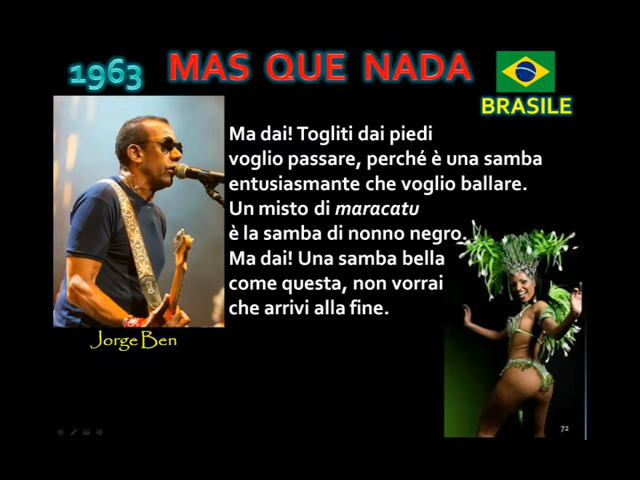 1963 MAS QUE NADA
BRASILE
Ma dai! Togliti dai piedi
voglio passare, perché è una samba
entusiasmante che voglio ballare.
Un misto di maracatu
è la samba di nonno negro.
Ma dai! Una samba bella
come questa, non vorrai
che arrivi alla fine.
Jorge Ben
72